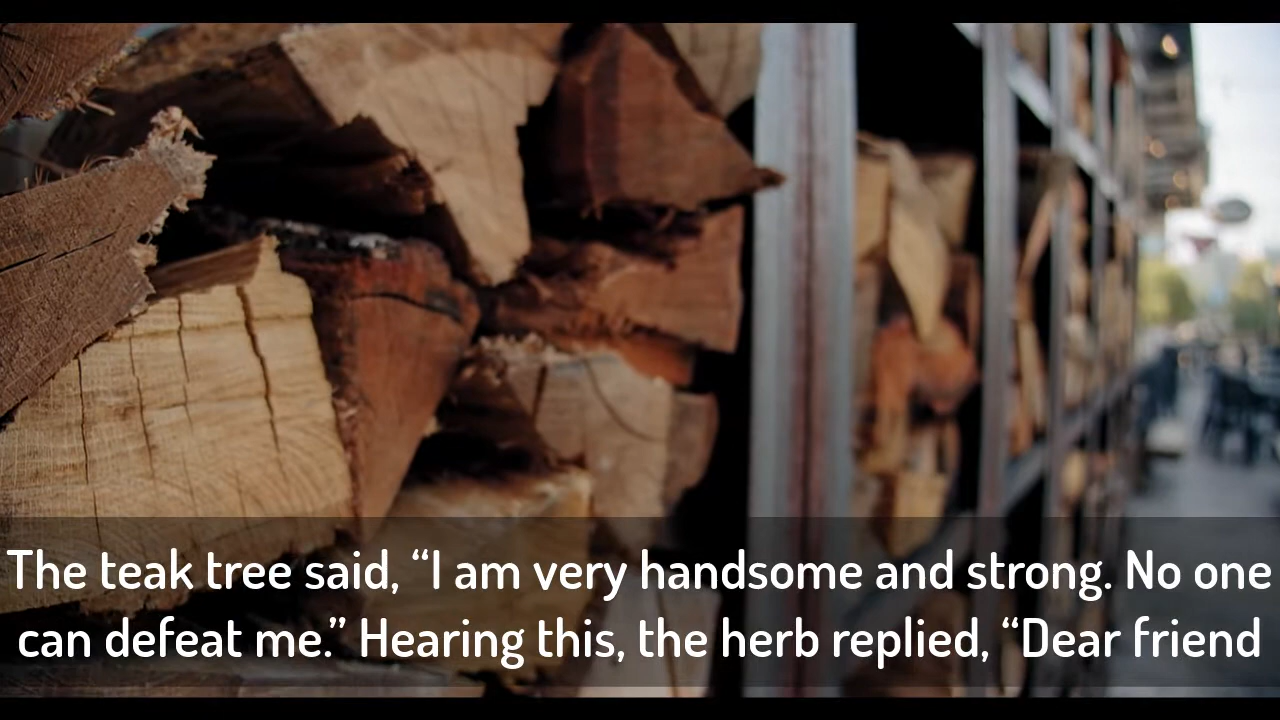 The teak tree said, “I am very handsome and strong. No one
can defeat me.” Hearing this, the herb replied, “Dear friend